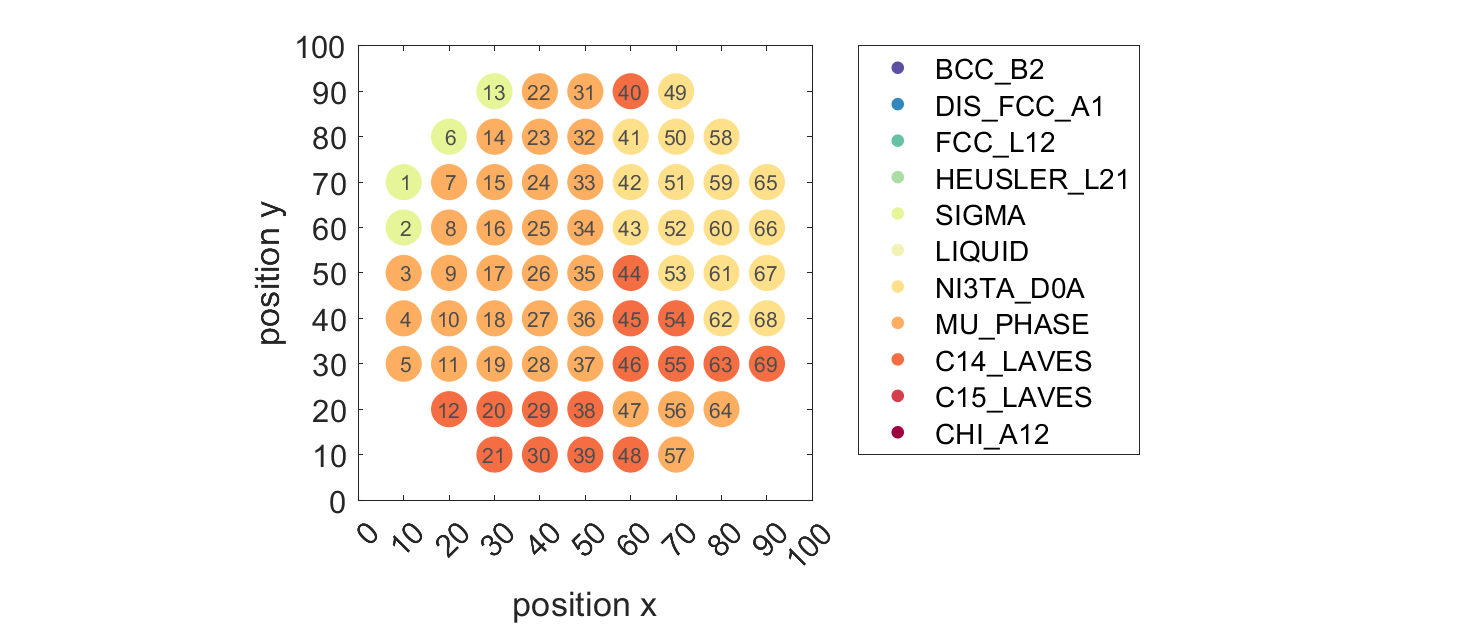 100
90 13 22 31 40 49
80 6 14 23 32 41 50 58
70 1 7 15 24 33 42 51 59 65
60 2 8 16 25 34 43 52 60 66
50 3 9 17 26 35 44 53 61 67
40 4 10 18 27 36 45 54 62 68
30 5 11 19 28 37 46 55 63 69
20 12 20 29 38 47 56 64
10 21 30 39 48 57
0
0 10 20 30 40 50 60 70 80 90 100
position x
position y
BCC_B2
DIS_FCC_A1
FCC_L12
HEUSLER_L21
SIGMA
LIQUID
NI3TA_D0A
MU_PHASE
C14_LAVES
C15_LAVES
CHI_A12